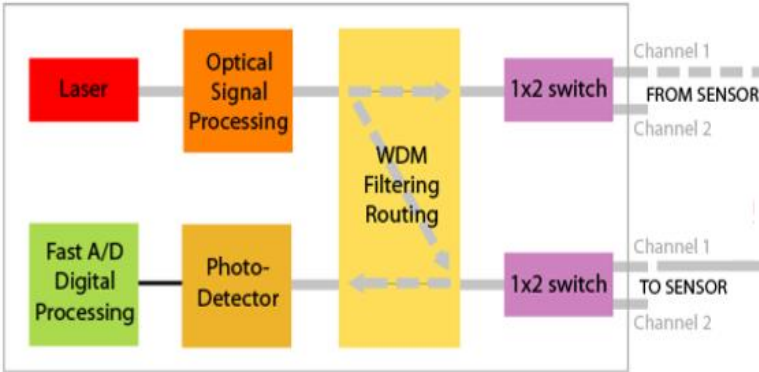 Laser
Optical
Signal
Processing
WDM
Filtering
Routing
1x2 switch
Channel 1
FROM SENSOR
Channel 2
Fast A/D
Digital
Processing
Photo-
Detector
1x2 switch
Channel 1
TO SENSOR
Channel 2